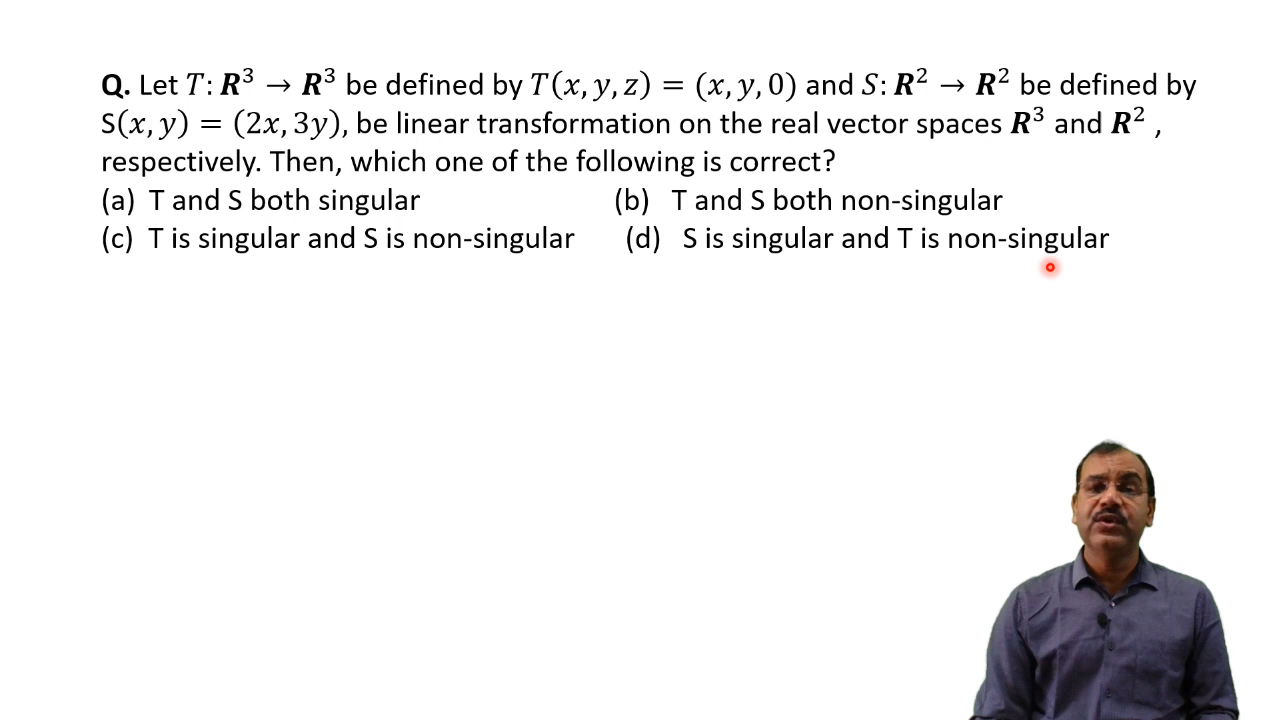 Q. Let 𝑇: 𝑹³ → 𝑹³ be defined by 𝑇(𝑥, 𝑦, 𝑧) = (𝑥, 𝑦, 0) and 𝑆: 𝑹² → 𝑹² be defined by
S(𝑥, 𝑦) = (2𝑥, 3𝑦), be linear transformation on the real vector spaces 𝑹³ and 𝑹² ,
respectively. Then, which one of the following is correct?
(a) T and S both singular (b) T and S both non-singular
(c) T is singular and S is non-singular (d) S is singular and T is non-singular